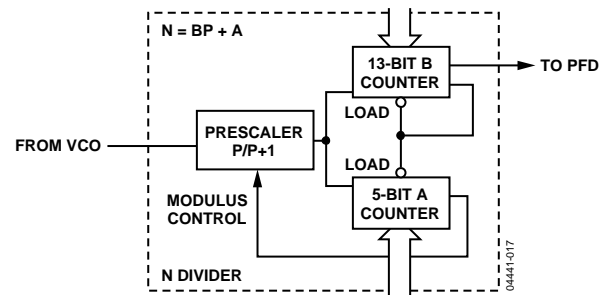 N = BP + A
13-BIT B
COUNTER
TO PFD
LOAD
PRESCALER
P/P+1
FROM VCO
LOAD
MODULUS
CONTROL
5-BIT A
COUNTER
N DIVIDER
04441-017